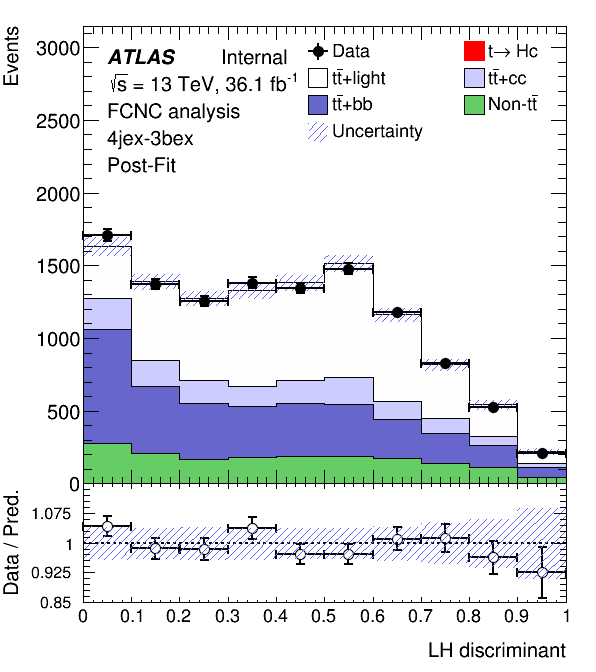 Events
3000
2500
2000
1500
1000
500
0
ATLAS Internal
√s = 13 TeV, 36.1 fb⁻¹
FCNC analysis
4jex-3bex
Post-Fit
Data
t→ Hc
tt̄+light
tt̄+cc
tt̄+bb
Non-tt̄
Uncertainty
Data / Pred.
1.075
1
0.925
0.85
0 0.1 0.2 0.3 0.4 0.5 0.6 0.7 0.8 0.9 1
LH discriminant